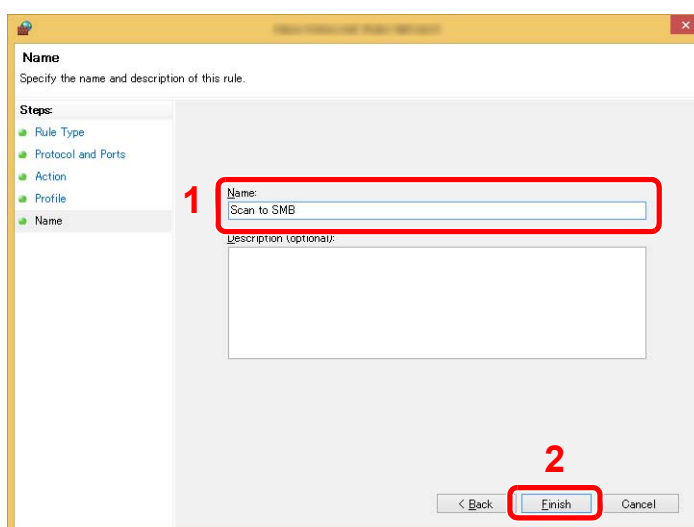 Name
Specify the name and description of this rule.
Steps:
Rule Type
Protocol and Ports
Action
Profile
Name
1
Name:
Scan to SMB
Description (optional):
2
< Back
Finish
Cancel